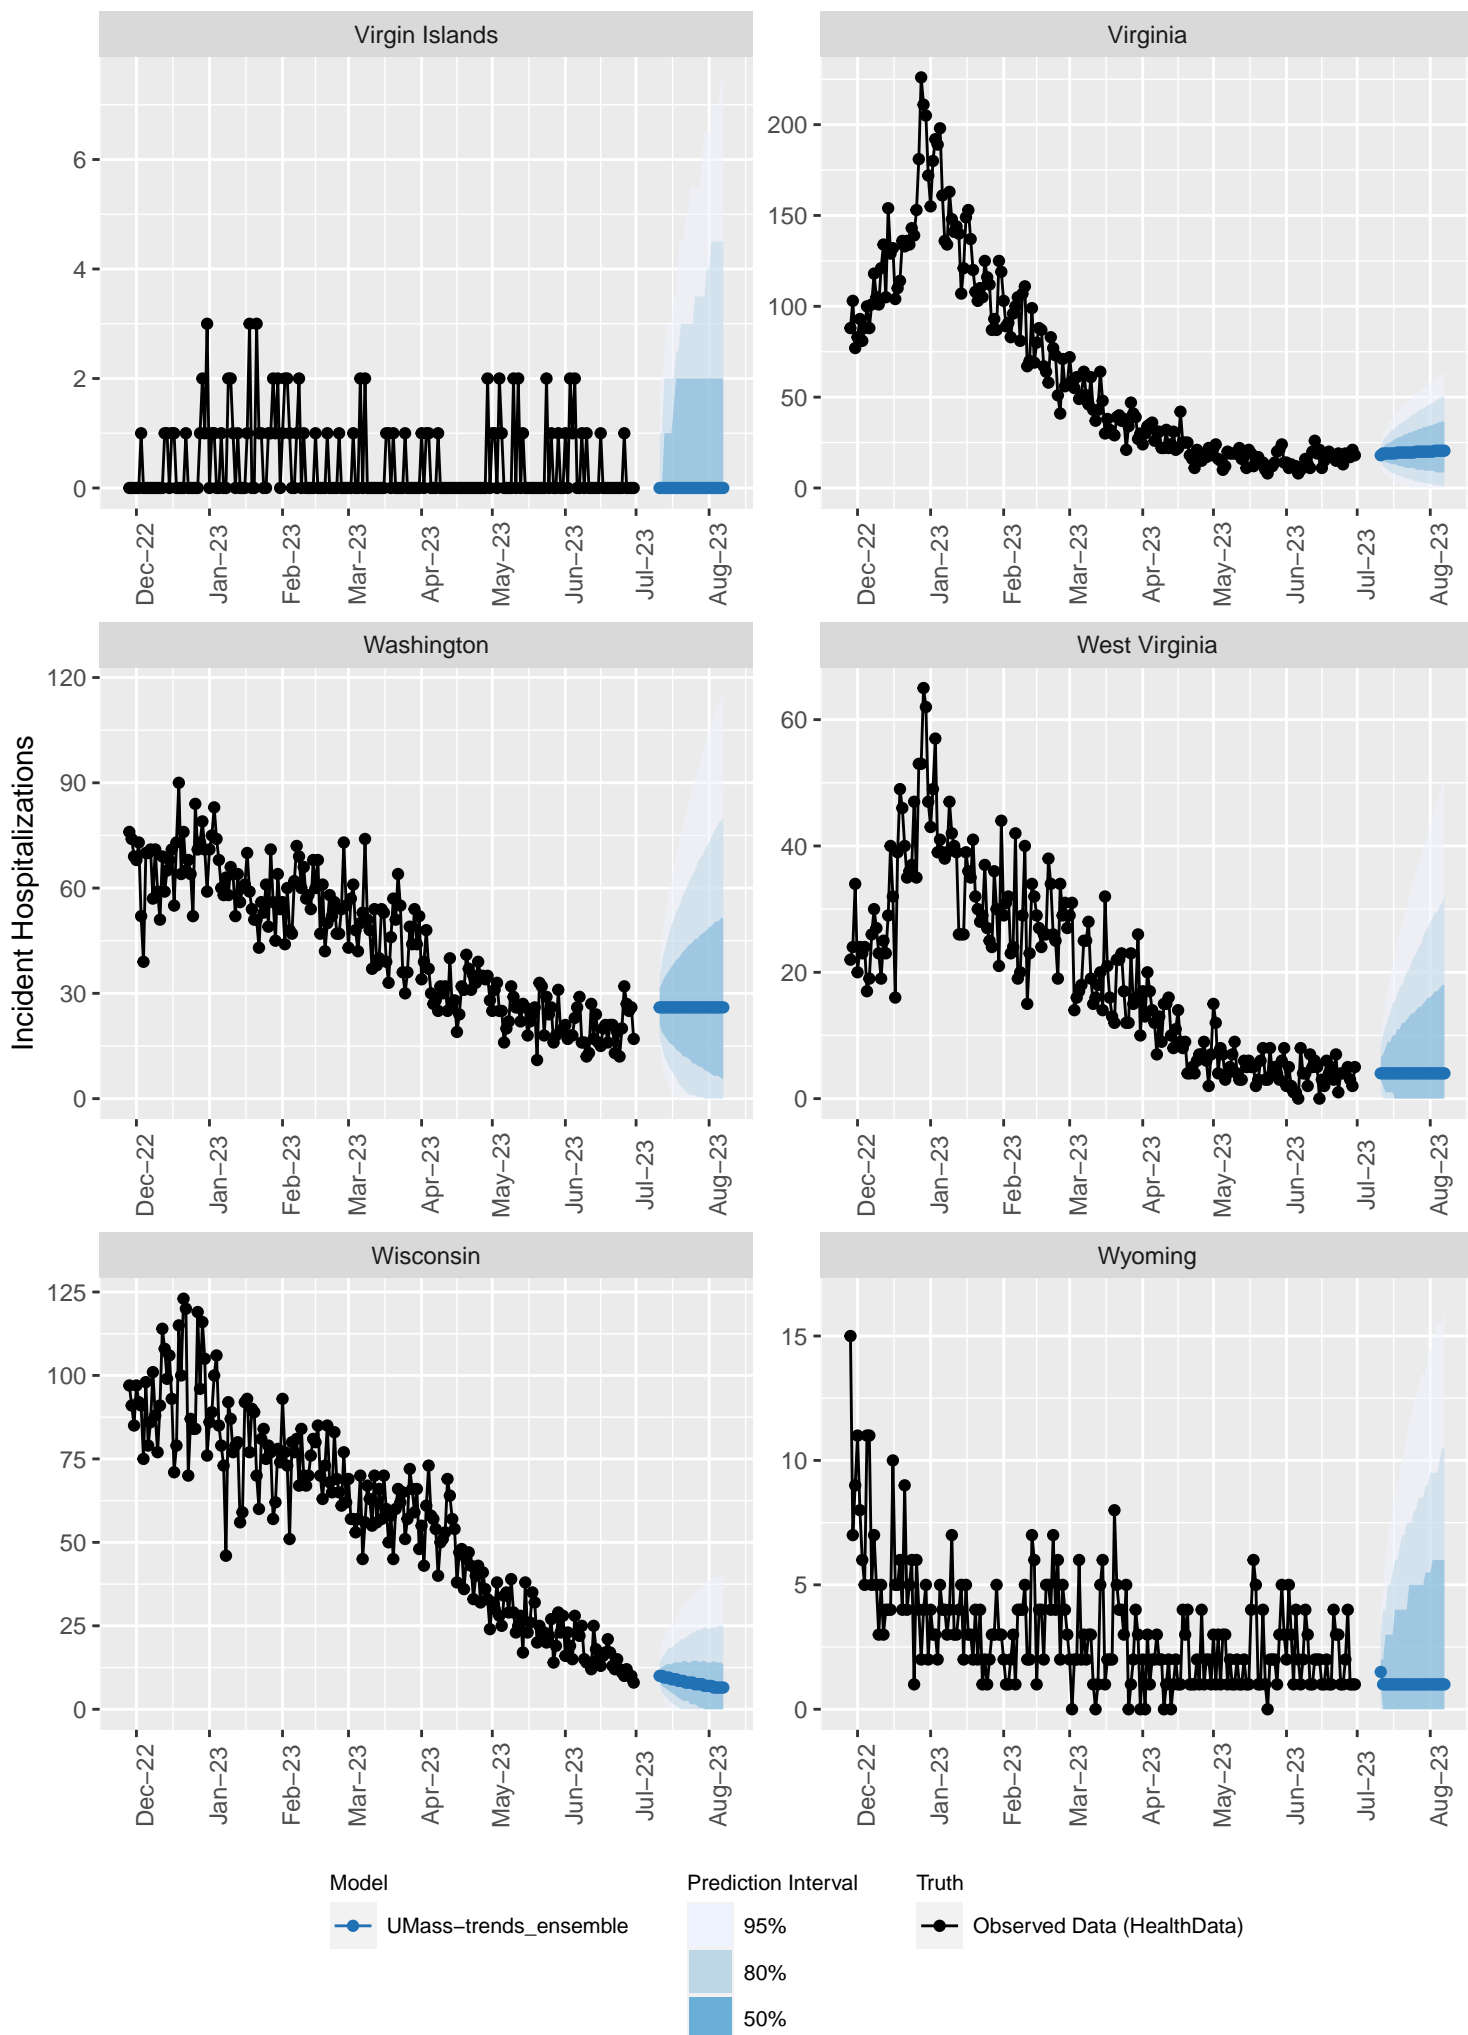 Virgin Islands
Virginia
6
4
2
0
200
150
100
50
0
Dec−22
Jan−23
Feb−23
Mar−23
Apr−23
May−23
Jun−23
Jul−23
Aug−23
Dec−22
Jan−23
Feb−23
Mar−23
Apr−23
May−23
Jun−23
Jul−23
Aug−23
Incident Hospitalizations
Washington
West Virginia
120
90
60
30
0
60
40
20
0
Dec−22
Jan−23
Feb−23
Mar−23
Apr−23
May−23
Jun−23
Jul−23
Aug−23
Dec−22
Jan−23
Feb−23
Mar−23
Apr−23
May−23
Jun−23
Jul−23
Aug−23
Wisconsin
Wyoming
125
100
75
50
25
0
15
10
5
0
Dec−22
Jan−23
Feb−23
Mar−23
Apr−23
May−23
Jun−23
Jul−23
Aug−23
Dec−22
Jan−23
Feb−23
Mar−23
Apr−23
May−23
Jun−23
Jul−23
Aug−23
Model
UMass−trends_ensemble
Prediction Interval
95%
80%
50%
Truth
Observed Data (HealthData)